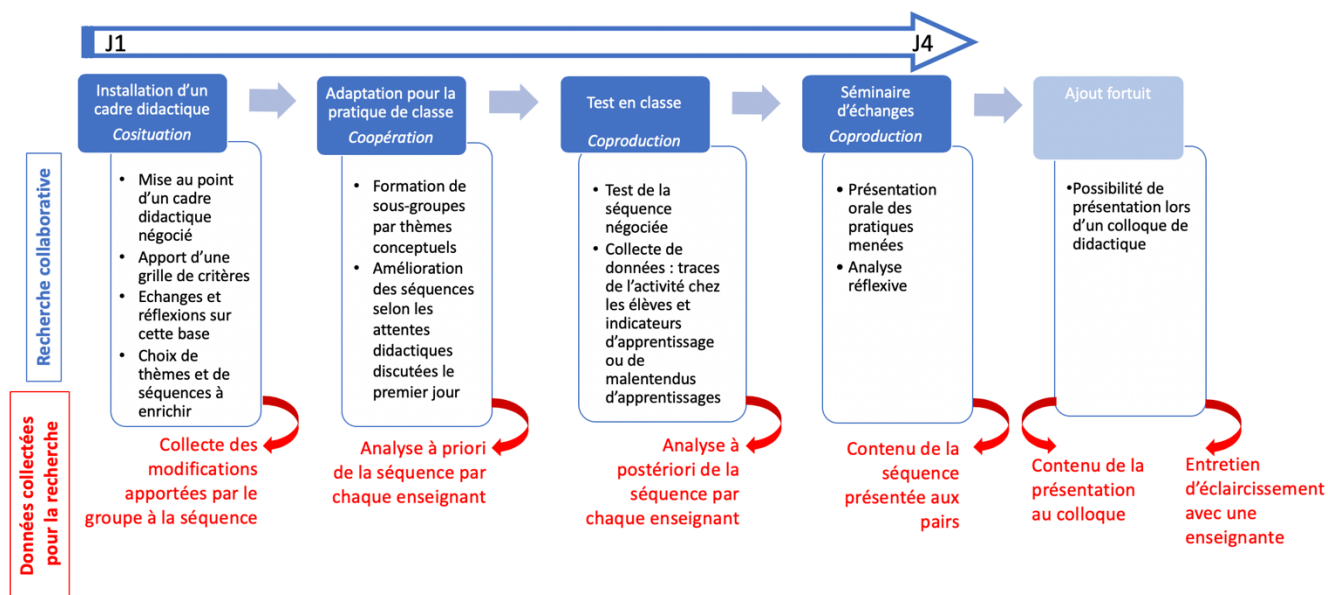 J1
J4
Installation d’un
cadre didactique
Cosituation
Adaptation pour la
pratique de classe
Coopération
Test en classe
Coproduction
Séminaire
d’échanges
Coproduction
Ajout fortuit
Recherche collaborative
• Mise au point
d’un cadre
didactique
négocié
• Apport d’une
grille de critères
• Echanges et
réflexions sur
cette base
• Choix de
thèmes et de
séquences à
enrichir
• Formation de
sous-groupes
par thèmes
conceptuels
• Amélioration
des séquences
selon les
attentes
didactiques
discutées le
premier jour
• Test de la
séquence
négociée
• Collecte de
données : traces
de l’activité chez
les élèves et
indicateurs
d’apprentissage
ou de
malentendus
d’apprentissages
• Présentation
orale des
pratiques
menées
• Analyse
réflexive
•Possibilité de
présentation lors
d’un colloque de
didactique
Données collectées
pour la recherche
Collecte des
modifications
apportées par le
groupe à la séquence
Analyse à priori
de la séquence par
chaque enseignant
Analyse à
postériori de la
séquence par
chaque enseignant
Contenu de la
séquence
présentée aux
pairs
Contenu de la
présentation
au colloque
Entretien
d’éclaircissement
avec une
enseignante